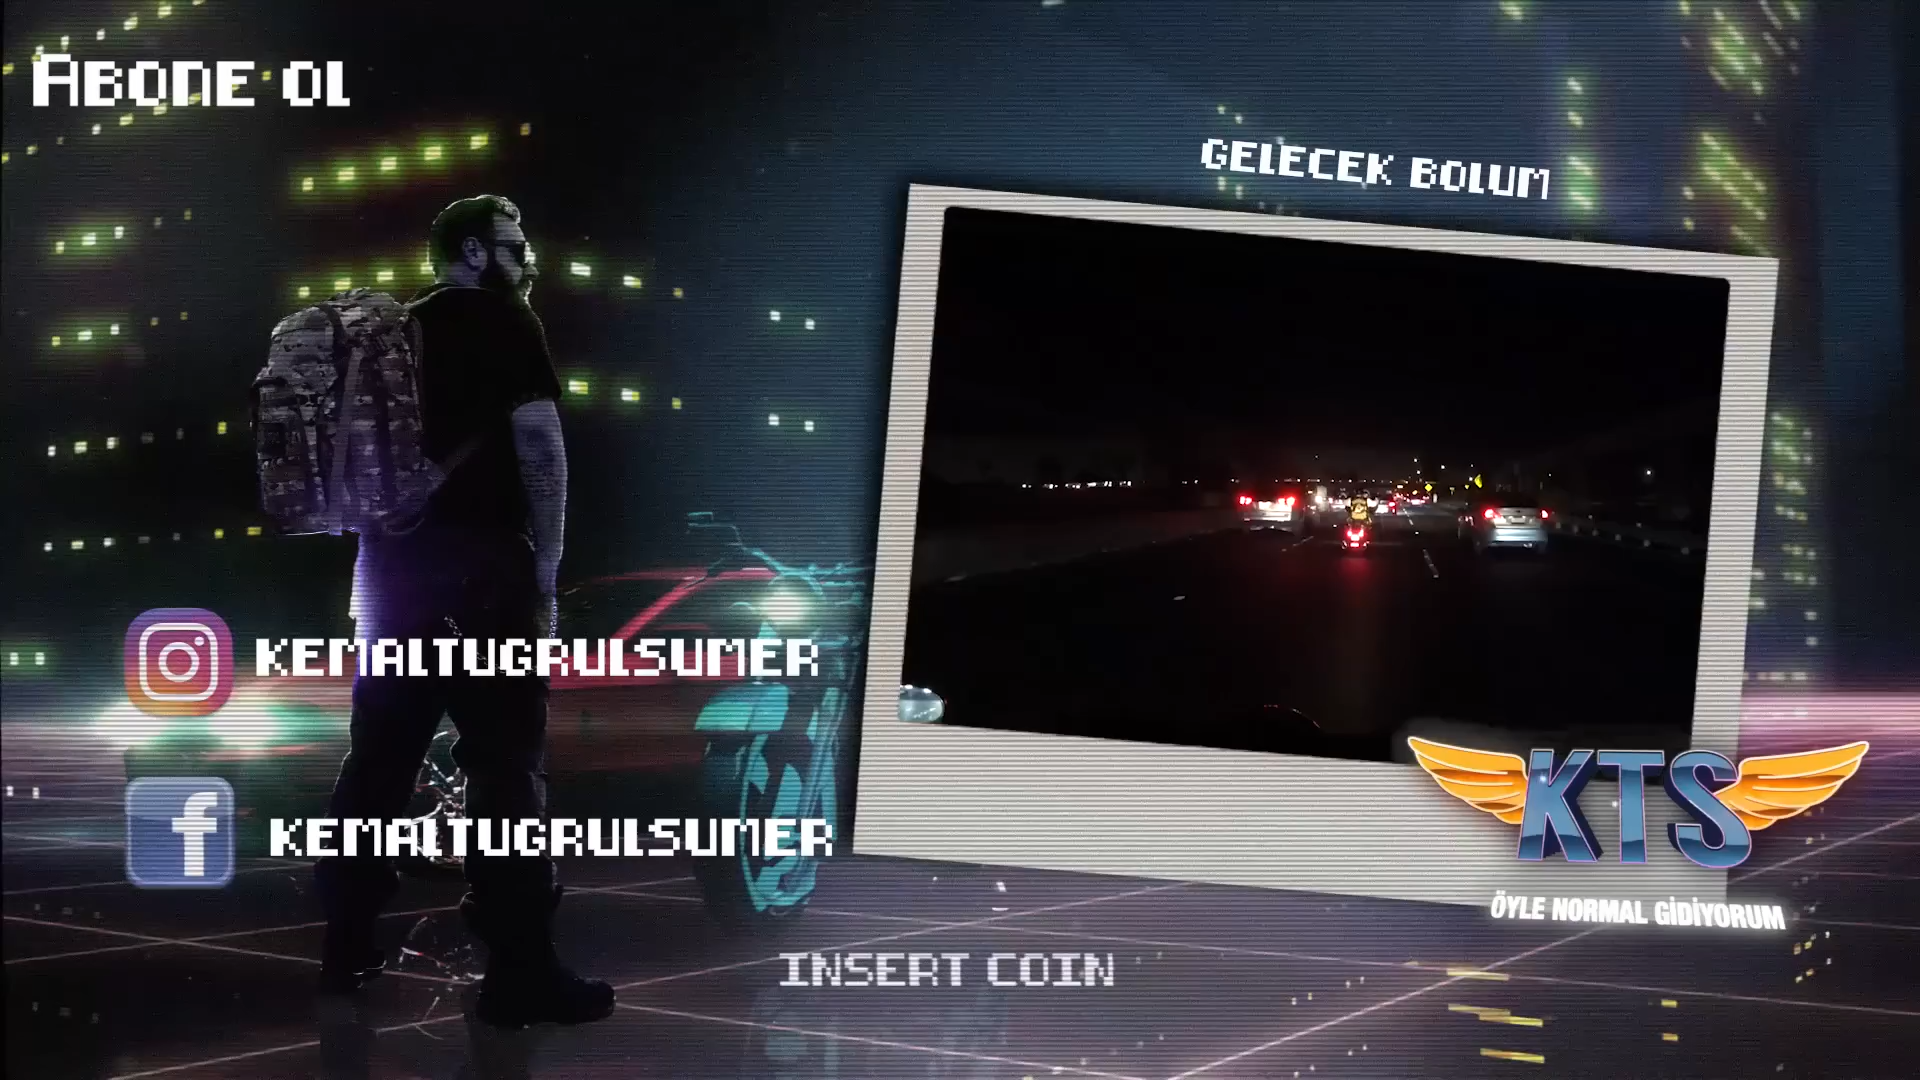 ABONE OL
GELECEK BOLUM
KEMALTUGRULSUMER
KEMALTUGRULSUMER
KTS
ÖYLE NORMAL GİDİYORUM
INSERT COIN